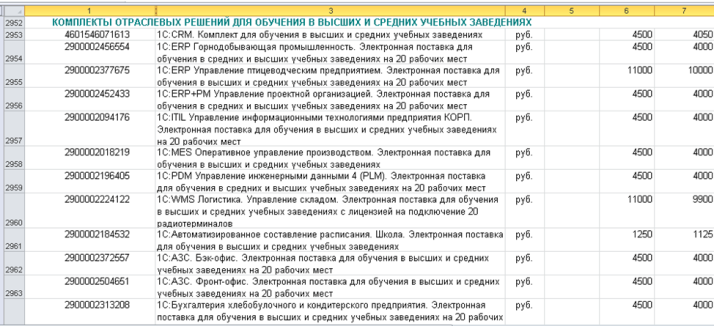 1 3 4 5 6 7
2952 КОМПЛЕКТЫ ОТРАСЛЕВЫХ РЕШЕНИЙ ДЛЯ ОБУЧЕНИЯ В ВЫСШИХ И СРЕДНИХ УЧЕБНЫХ ЗАВЕДЕНИЯХ
2953 4601546071613 1С:CRM. Комплект для обучения в высших и средних учебных заведениях руб. 4500 4050
2900002456554 1С:ERP Горнодобывающая промышленность. Электронная поставка для руб. 4500 4000
2954 обучения в средних и высших учебных заведениях на 20 рабочих мест
2900002377675 1С:ERP Управление птицеводческим предприятием. Электронная поставка для руб. 11000 10000
2955 обучения в высших и средних учебных заведениях на 20 рабочих мест
2900002452433 1С:ERP+PM Управление проектной организацией. Электронная поставка для руб. 4500 4000
2956 обучения в средних и высших учебных заведениях на 20 рабочих мест
2900002094176 1С:ITIL Управление информационными технологиями предприятия КОРП. руб. 4500 4000
Электронная поставка для обучения в высших и средних учебных заведениях
2957 на 20 рабочих мест
2900002018219 1С:MES Оперативное управление производством. Электронная поставка для руб. 4500 4000
2958 обучения в высших и средних учебных заведениях
2900002196405 1С:PDM Управление инженерными данными 4 (PLM). Электронная поставка руб. 4500 4000
2959 для обучения в средних и высших учебных заведениях на 20 рабочих мест
2900002224122 1С:WMS Логистика. Управление складом. Электронная поставка для обучения руб. 11000 9900
в высших и средних учебных заведениях с лицензией на подключение 20
2960 радиотерминалов
2900002184532 1С:Автоматизированное составление расписания. Школа. Электронная поставка руб. 1250 1125
2961 для обучения в высших и средних учебных заведениях
2900002372557 1С:АЗС. Бэк-офис. Электронная поставка для обучения в высших и средних руб. 4500 4000
2962 учебных заведениях на 20 рабочих мест
2900002504651 1С:АЗС. Фронт-офис. Электронная поставка для обучения в высших и средних руб. 4500 4000
2963 учебных заведениях на 20 рабочих мест
2900002313208 1С:Бухгалтерия хлебобулочного и кондитерского предприятия. Электронная руб. 4500 4000
поставка для обучения в высших и средних учебных заведениях на 20 рабочих